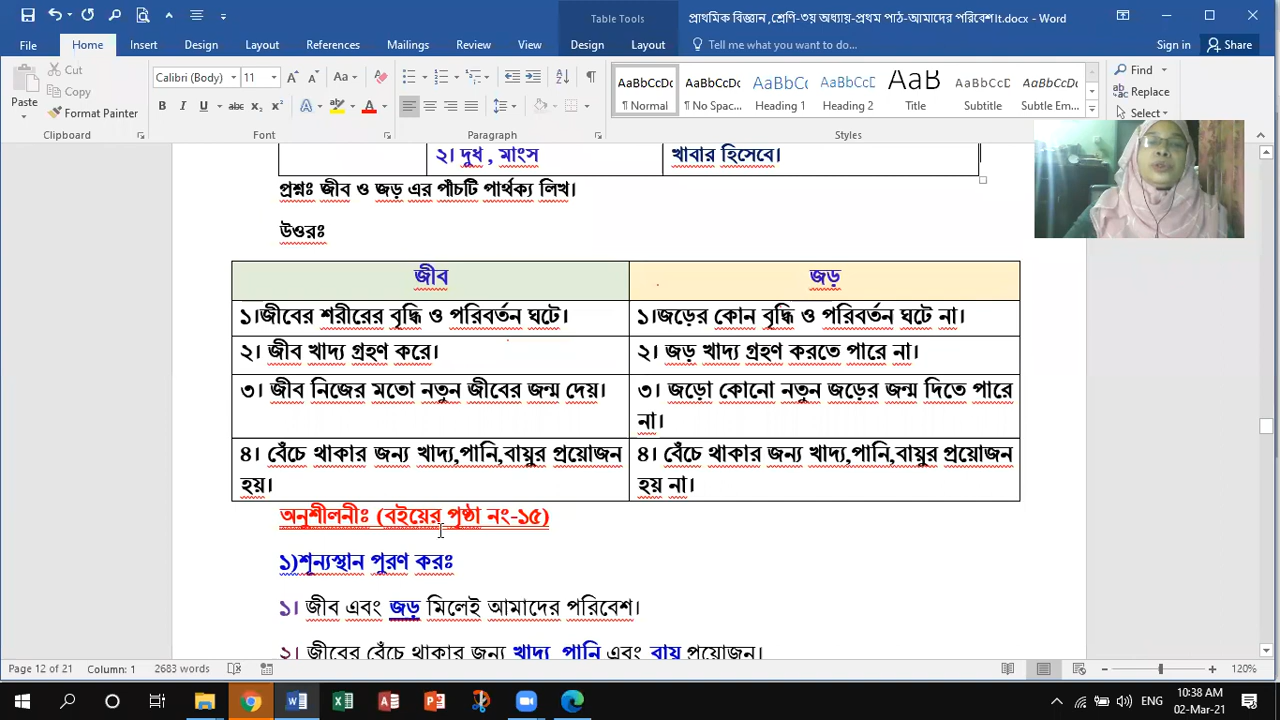 Table Tools
প্রাথমিক বিজ্ঞান ,শ্রেণি-৩য় অধ্যায়-প্রথম পাঠ-আমাদের পরিবেশ lt.docx - Word
File Home Insert Draw Layout References Mailings Review View Design Layout Tell me what you want to do... Sign in Share
Paste Cut Copy Format Painter
Calibri (Body) 11
Find Replace Select
AaBbCcDc AaBbCcDc AaBbCc AaBbCcD AaB AaBbCcD AaBbCcDc
¶ Normal ¶ No Spac... Heading 1 Heading 2 Title Subtitle Subtle Em...
Clipboard Font Paragraph Styles
২। দুধ , মাংস খাবার হিসেবে।
প্রশ্নঃ জীব ও জড় এর পাঁচটি পার্থক্য লিখ।
উওরঃ
জীব জড়
১।জীবের শরীরের বৃদ্ধি ও পরিবর্তন ঘটে। ১।জড়ের কোন বৃদ্ধি ও পরিবর্তন ঘটে না।
২। জীব খাদ্য গ্রহণ করে। ২। জড় খাদ্য গ্রহণ করতে পারে না।
৩। জীব নিজের মতো নতুন জীবের জন্ম দেয়। ৩। জড়ো কোনো নতুন জড়ের জন্ম দিতে পারে
না।
৪। বেঁচে থাকার জন্য খাদ্য,পানি,বায়ুর প্রয়োজন ৪। বেঁচে থাকার জন্য খাদ্য,পানি,বায়ুর প্রয়োজন
হয়। হয় না।
অনুশীলনীঃ (বইয়ের পৃষ্ঠা নং-১৫)
১)শূন্যস্থান পূরণ করঃ
১। জীব এবং জড় মিলেই আমাদের পরিবেশ।
২। জীবের বেঁচে থাকার জন্য খাদ্য, পানি এবং বায়ু প্রয়োজন।
Page 12 of 21 Column: 1 2683 words 120%
ENG 10:38 AM
02-Mar-21